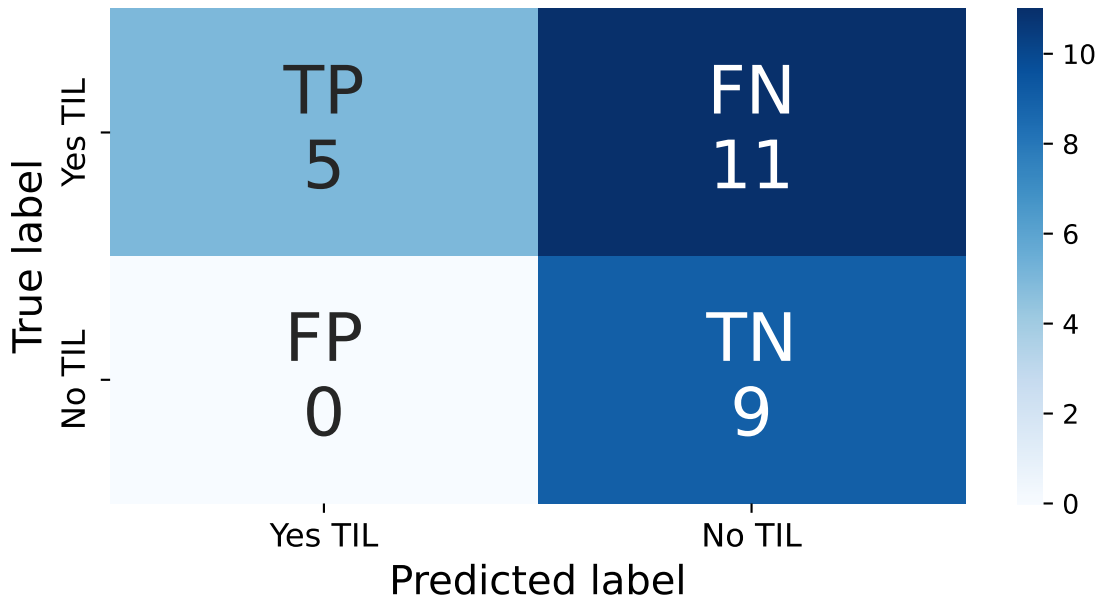 True label
Yes TIL
No TIL
TP
5
FN
11
FP
0
TN
9
Yes TIL
No TIL
Predicted label
10
8
6
4
2
0